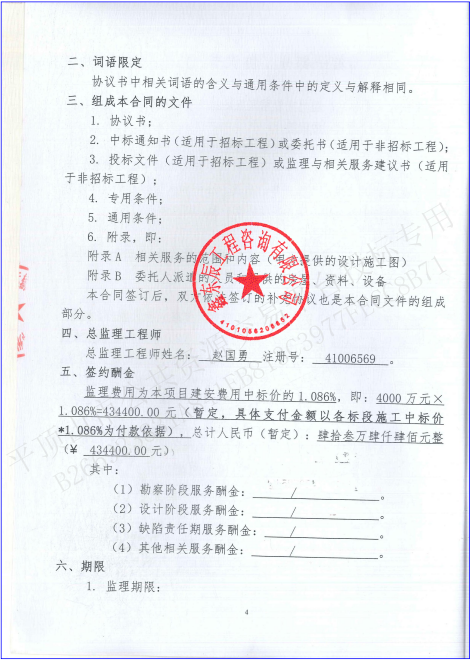 二、词语限定
协议书中相关词语的含义与通用条件中的定义与解释相同。
三、组成本合同的文件
1. 协议书；
2. 中标通知书（适用于招标工程）或委托书（适用于非招标工程）；
3. 投标文件（适用于招标工程）或监理与相关服务建议书（适用
于非招标工程）；
4. 专用条件；
5. 通用条件；
6. 附录，即：
附录 A 相关服务的范围和内容（ 提供的设计施工图）
附录 B 委托人派遣的人员和提供的 、资料、设备
本合同签订后，双方依法签订的补充协议也是本合同文件的组成
部分。
四、总监理工程师
总监理工程师姓名： 赵国勇 注册号： 41006569 。
五、签约酬金
监理费用为本项目建安费用中标价的 1.086%，即：4000 万元×
1.086%=434400.00 元（暂定，具体支付金额以各标段施工中标价
*1.086%为付款依据），总计人民币（暂定）：肆拾叁万肆仟肆佰元整
（¥ 434400.00 元）
其中：
（1）勘察阶段服务酬金： / 。
（2）设计阶段服务酬金： / 。
（3）缺陷责任期服务酬金： / 。
（4）其他相关服务酬金： / 。
六、期限
1. 监理期限：
4
东辰工程咨询有限公司